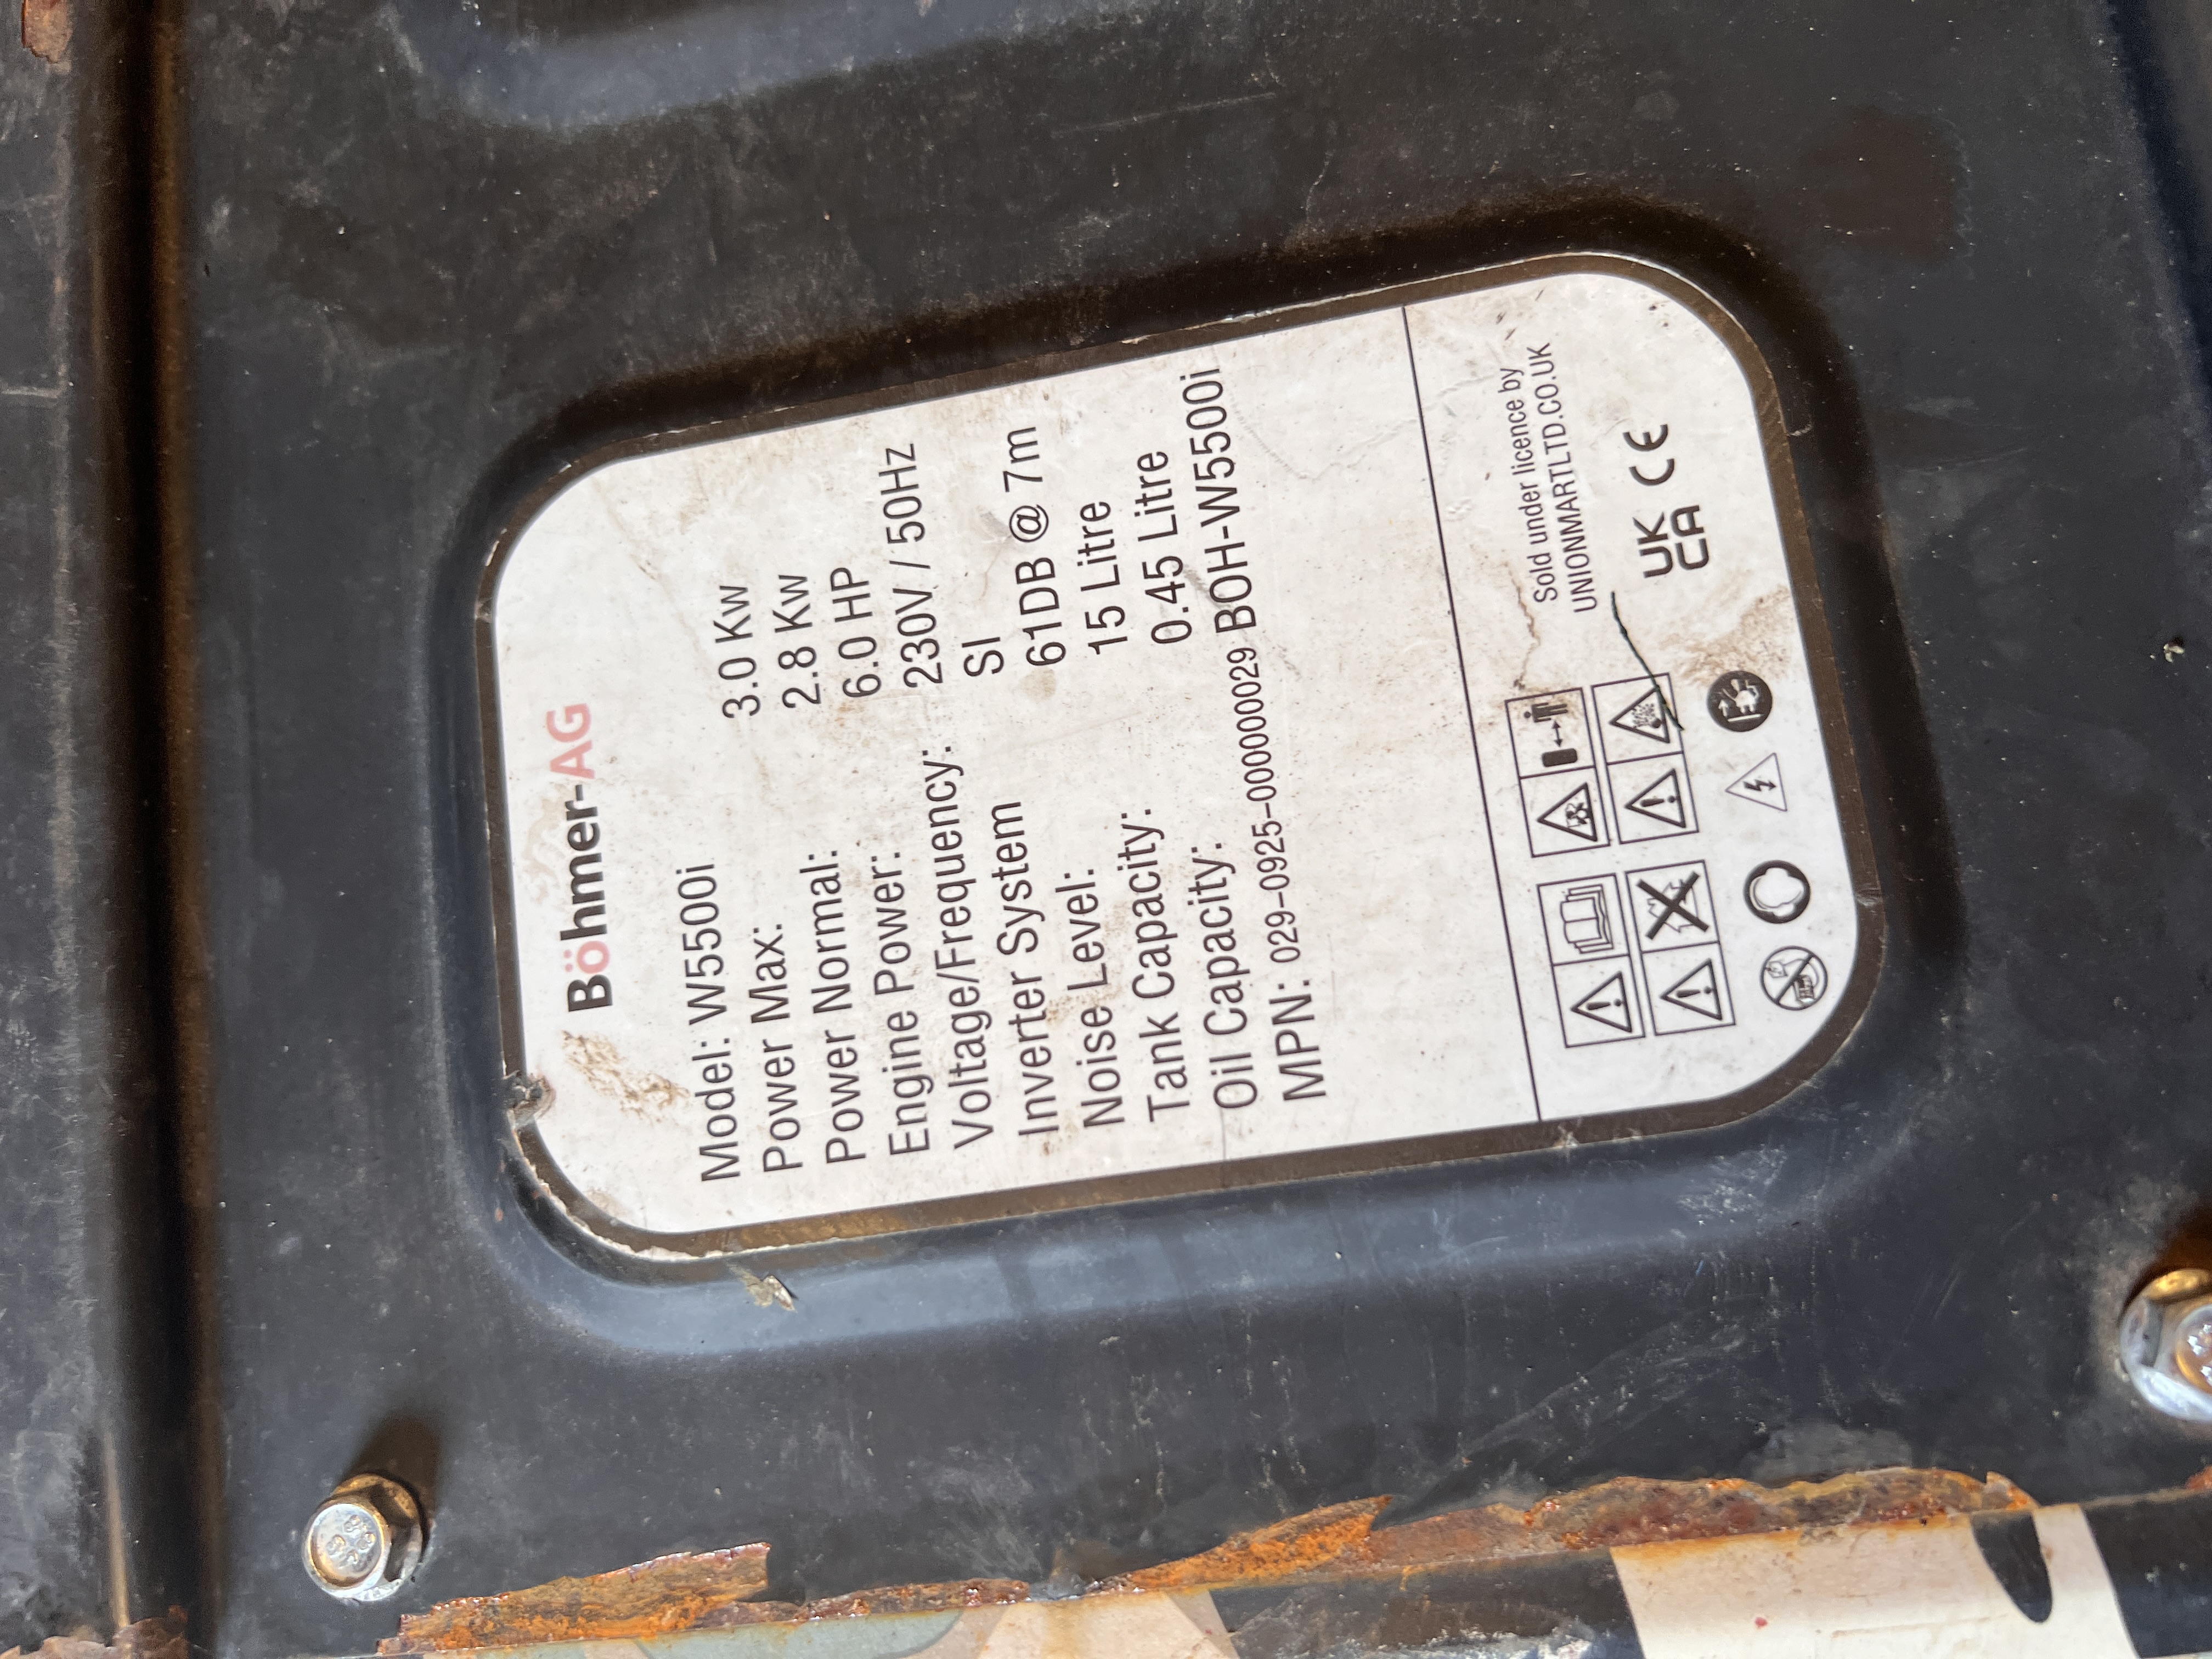 Böhmer-AG
Model: W5500i
Power Max: 3.0 Kw
Power Normal: 2.8 Kw
Engine Power: 6.0 HP
Voltage/Frequency: 230V / 50Hz
Inverter System SI
Noise Level: 61DB @ 7m
Tank Capacity: 15 Litre
Oil Capacity: 0.45 Litre
MPN: 029-0925-0000000029 BOH-W5500i
Sold under licence by
UNIONMARTLTD.CO.UK
UK
CA
CE